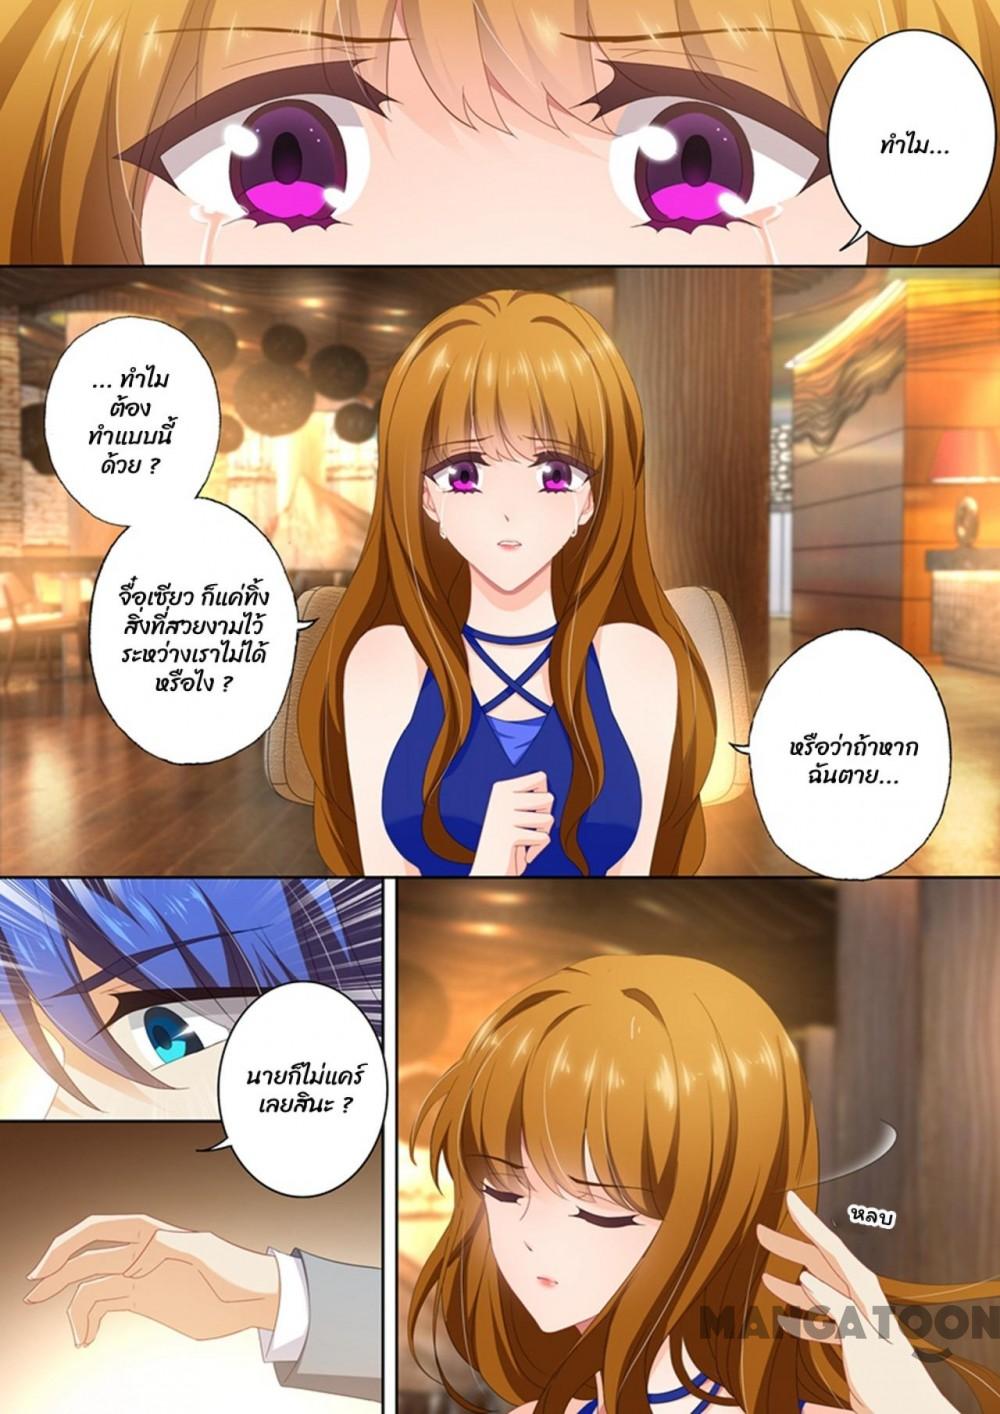 ทำไม...
... ทำไม
ต้อง
ทำแบบนี้
ด้วย ?
จื่อเซียว ก็แค่ทิ้ง
สิ่งที่สวยงามไว้
ระหว่างเราไม่ได้
หรือไง ?
หรือว่าถ้าหาก
ฉันตาย...
นายก็ไม่แคร์
เลยสินะ ?
หลบ
MANGATOON